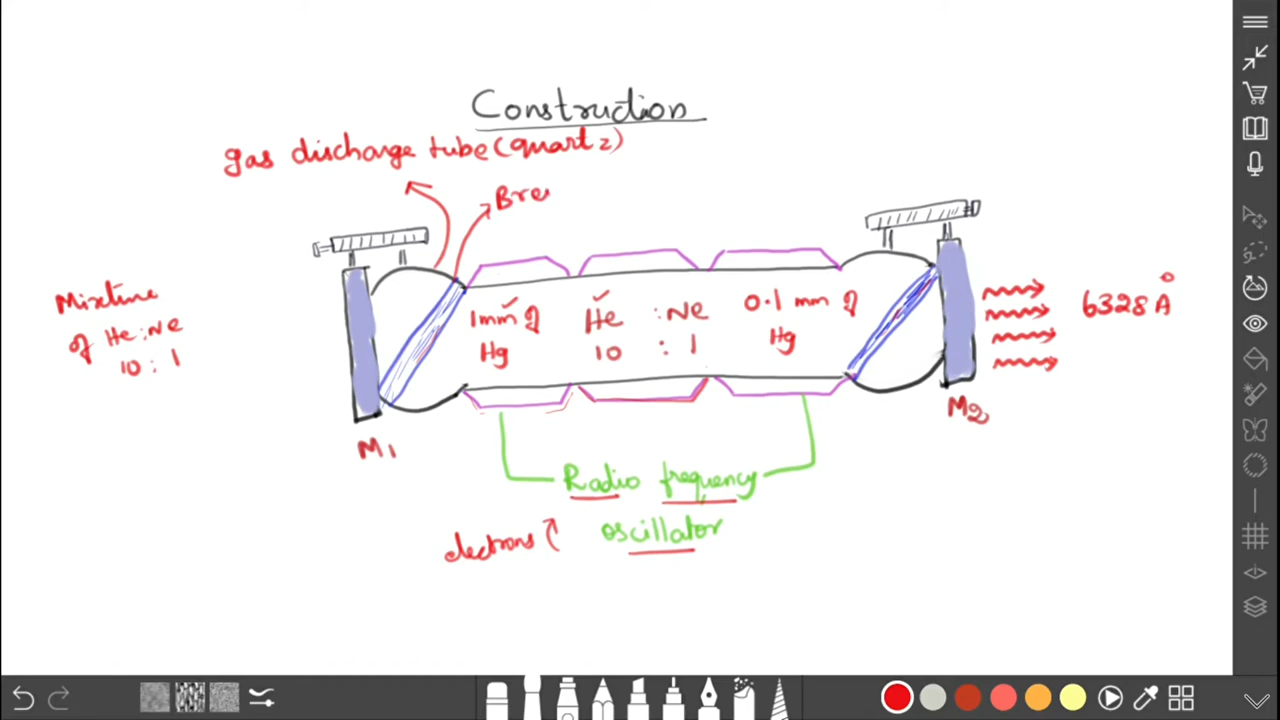 Construction
gas discharge tube (quartz)
Bre
Mixture
of He:Ne
10 : 1
1mm of
Hg
He :Ne
10 : 1
0.1 mm of
Hg
6328 Å
M1
M2
Radio frequency
oscillator
electrons